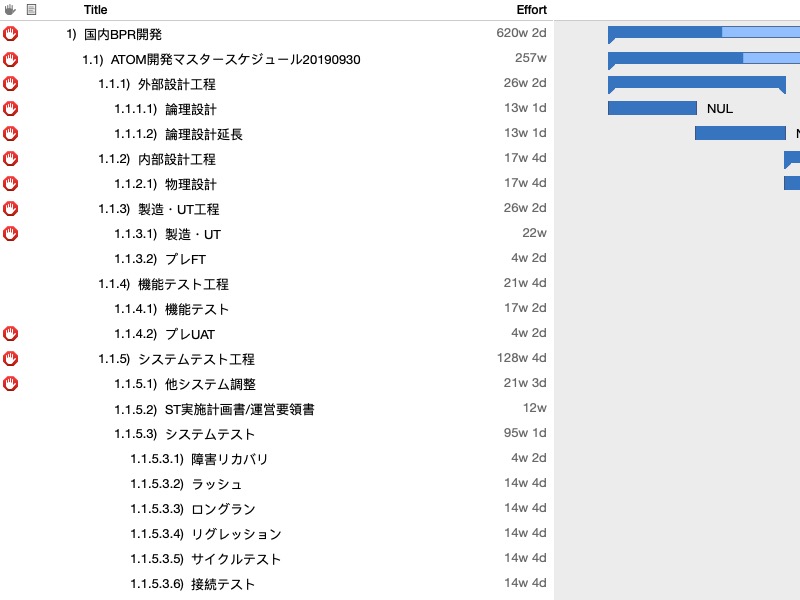 Title Effort
1) 国内BPR開発 620w 2d
1.1) ATOM開発マスタースケジュール20190930 257w
1.1.1) 外部設計工程 26w 2d
1.1.1.1) 論理設計 13w 1d NUL
1.1.1.2) 論理設計延長 13w 1d
1.1.2) 内部設計工程 17w 4d
1.1.2.1) 物理設計 17w 4d
1.1.3) 製造・UT工程 26w 2d
1.1.3.1) 製造・UT 22w
1.1.3.2) プレFT 4w 2d
1.1.4) 機能テスト工程 21w 4d
1.1.4.1) 機能テスト 17w 2d
1.1.4.2) プレUAT 4w 2d
1.1.5) システムテスト工程 128w 4d
1.1.5.1) 他システム調整 21w 3d
1.1.5.2) ST実施計画書/運営要領書 12w
1.1.5.3) システムテスト 95w 1d
1.1.5.3.1) 障害リカバリ 4w 2d
1.1.5.3.2) ラッシュ 14w 4d
1.1.5.3.3) ロングラン 14w 4d
1.1.5.3.4) リグレッション 14w 4d
1.1.5.3.5) サイクルテスト 14w 4d
1.1.5.3.6) 接続テスト 14w 4d